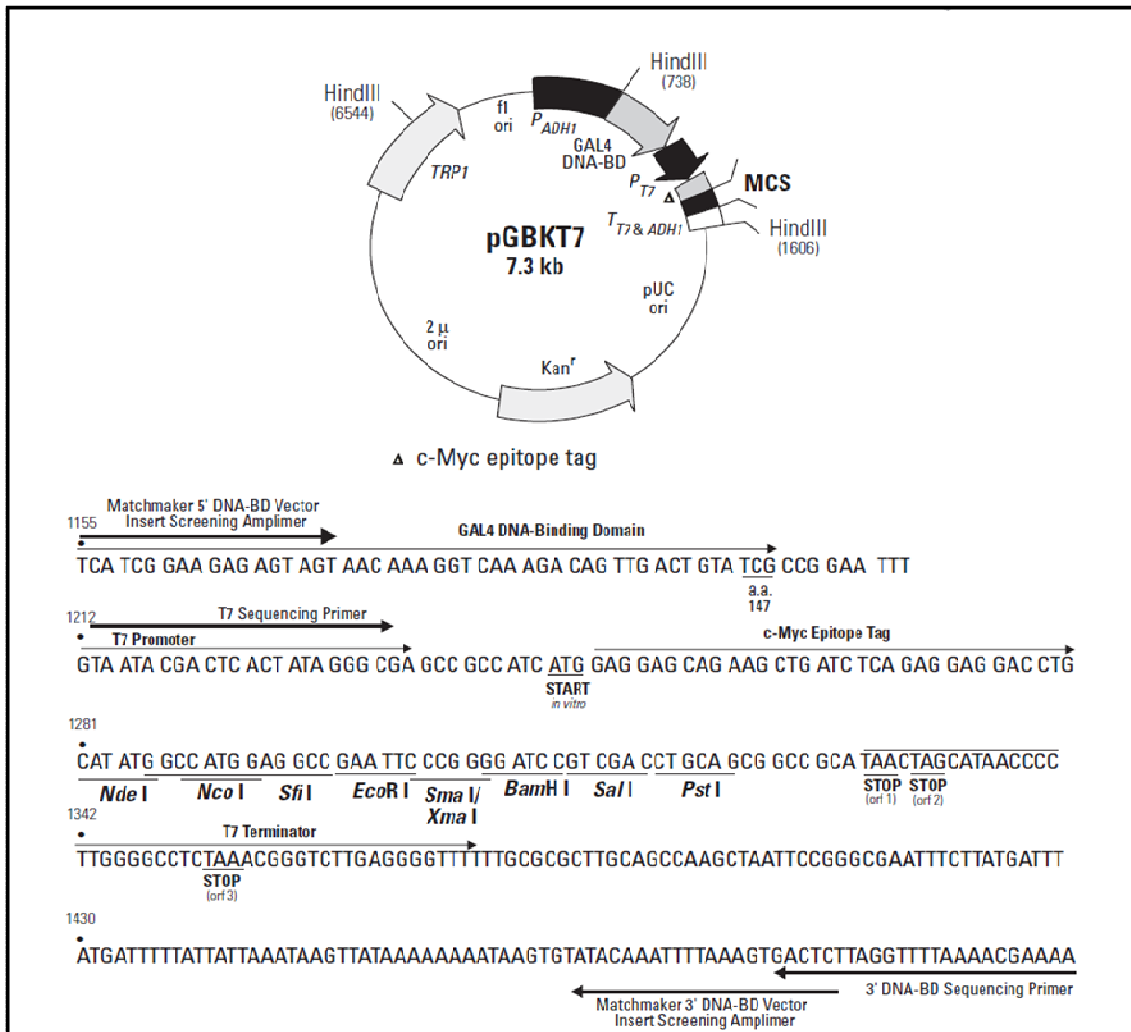 HindIII
(738)
HindIII
(6544)
f1
ori
P ADH1
GAL4
DNA-BD
TRP1
P T7
MCS
T T7 & ADH1
HindIII
(1606)
pGBKT7
7.3 kb
pUC
ori
2 µ
ori
Kanr
c-Myc epitope tag
Matchmaker 5' DNA-BD Vector
Insert Screening Amplimer
1155
GAL4 DNA-Binding Domain
TCA TCG GAA GAG AGT AGT AAC AAA GGT CAA AGA CAG TTG ACT GTA TCG CCG GAA TTT
a.a.
147
1212
T7 Sequencing Primer
T7 Promoter
c-Myc Epitope Tag
GTA ATA CGA CTC ACT ATA GGG CGA GCC GCC ATC ATG GAG GAG CAG AAG CTG ATC TCA GAG GAG GAC CTG
START
in vitro
1281
CAT ATG GCC ATG GAG GCC GAA TTC CCG GGG ATC CGT CGA CCT GCA GCG GCC GCA TAACTAGCATAACCCC
Nde I Nco I Sfi I EcoR I Sma I/ BamH I Sal I Pst I STOP STOP
Xma I (orf 1) (orf 2)
1342
T7 Terminator
TTGGGGCCTCTAAACGGGTCTTGAGGGGTTTTTTGCGCGCTTGCAGCCAAGCTAATTCCGGGCGAATTTCTTATGATTT
STOP
(orf 3)
1430
ATGATTTTTATTATTAAATAAGTTATAAAAAAAATAAGTGTATACAAATTTTAAAGTGACTCTTAGGTTTTAAAACGAAAA
3' DNA-BD Sequencing Primer
Matchmaker 3' DNA-BD Vector
Insert Screening Amplimer